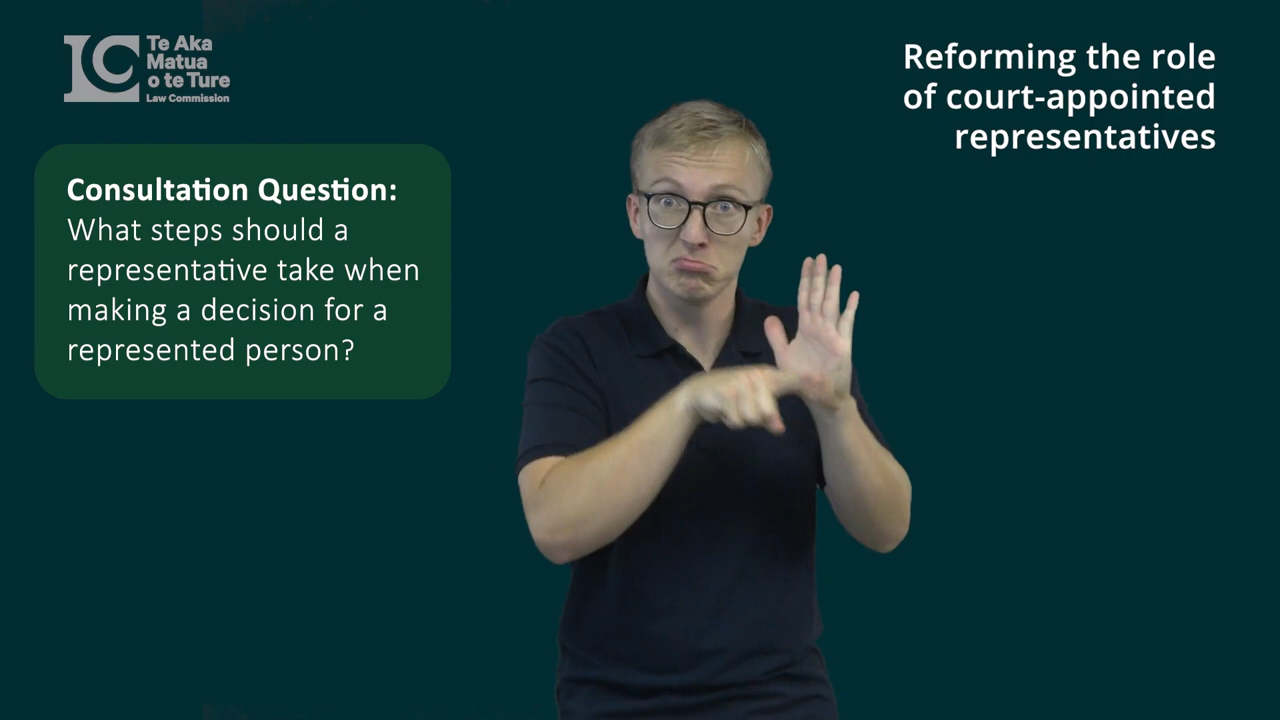 Te Aka
Matua
o te Ture
Law Commission
Reforming the role
of court-appointed
representatives
Consultation Question:
What steps should a
representative take when
making a decision for a
represented person?